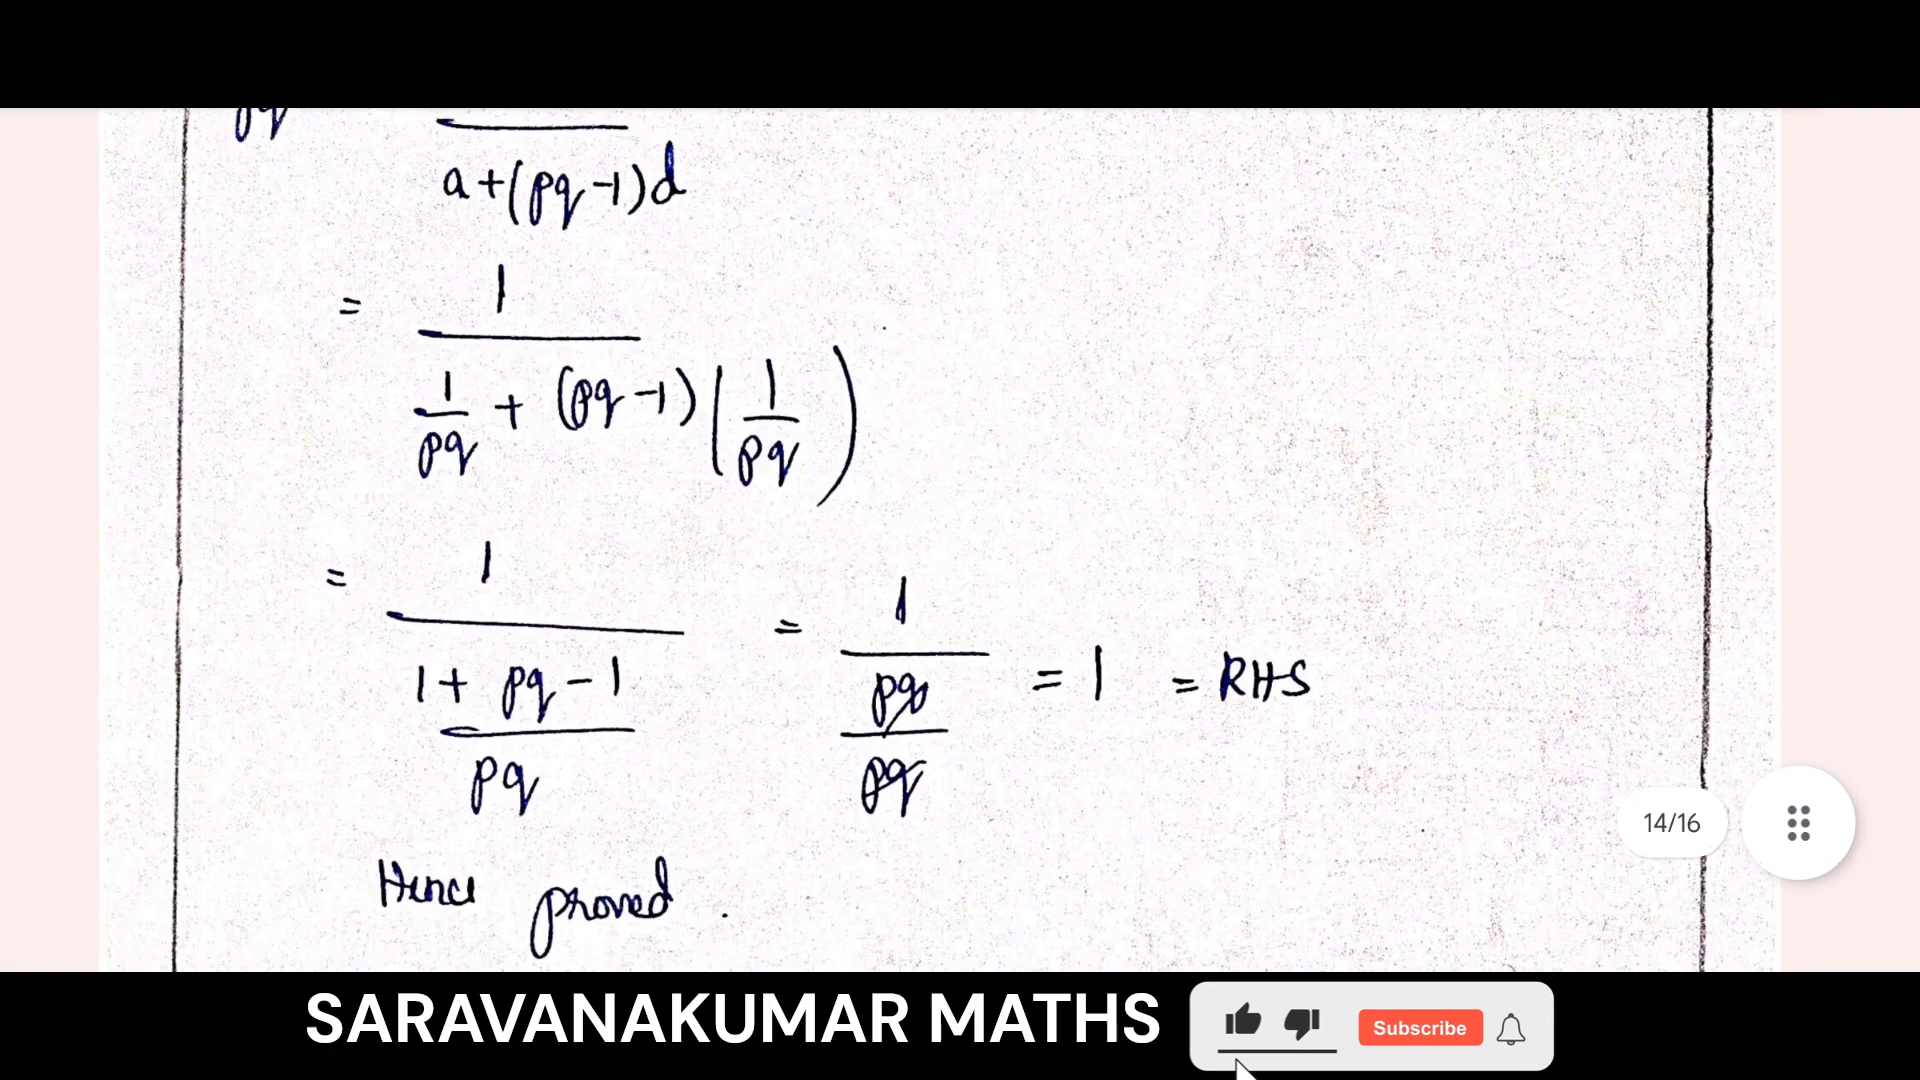 pq
a+(pq-1)d
= 1
1/pq + (pq-1)(1/pq)
= 1 / (1+pq-1 / pq) = 1 / (pq / pq) = 1 = RHS
Hence proved.
14/16
SARAVANAKUMAR MATHS
Subscribe